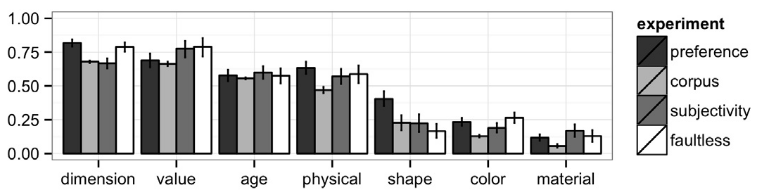 1.00
0.75
0.50
0.25
0.00
dimension value age physical shape color material
experiment
preference
corpus
subjectivity
faultless